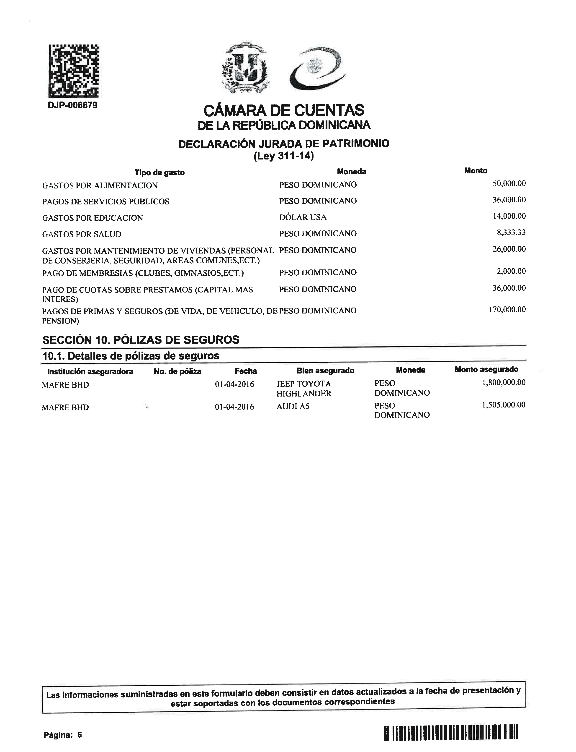 DJP-006679
CÁMARA DE CUENTAS
DE LA REPÚBLICA DOMINICANA
DECLARACIÓN JURADA DE PATRIMONIO
(Ley 311-14)
Tipo de gasto Moneda Monto
GASTOS POR ALIMENTACION PESO DOMINICANO 50,000.00
PAGOS DE SERVICIOS PÚBLICOS PESO DOMINICANO 36,000.00
GASTOS POR EDUCACION DÓLAR USA 14,000.00
GASTOS POR SALUD PESO DOMINICANO 8,333.33
GASTOS POR MANTENIMIENTO DE VIVIENDAS (PERSONAL PESO DOMINICANO 26,000.00
DE CONSERJERIA, SEGURIDAD, AREAS COMUNES,ECT.)
PAGO DE MEMBRESIAS (CLUBES, GIMNASIOS,ECT.) PESO DOMINICANO 2,000.00
PAGO DE CUOTAS SOBRE PRESTAMOS (CAPITAL MAS PESO DOMINICANO 36,000.00
INTERES)
PAGOS DE PRIMAS Y SEGUROS (DE VIDA, DE VEHICULO, DE PESO DOMINICANO 170,000.00
PENSION)
SECCIÓN 10. PÓLIZAS DE SEGUROS
10.1. Detalles de pólizas de seguros
Institución aseguradora No. de póliza Fecha Bien asegurado Moneda Monto asegurado
MAFRE BHD 01-04-2016 JEEP TOYOTA PESO 1,800,000.00
HIGHLANDER DOMINICANO
MAFRE BHD 01-04-2016 AUDI A5 PESO 1,505,000.00
DOMINICANO
Las informaciones suministradas en este formulario deben consistir en datos actualizados a la fecha de presentación y
estar soportadas con los documentos correspondientes
Página: 6